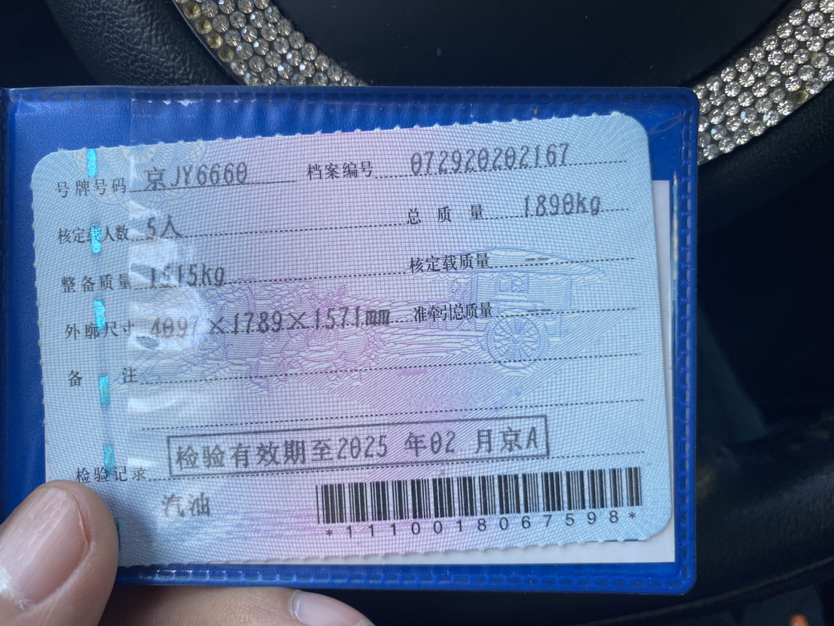 号牌号码 京JY6660 档案编号 072920202167
核定载人数 5人 总质量 1890kg
整备质量 1515kg 核定载质量 --
外廓尺寸 4097×1789×1571mm 准牵引总质量
备注
检验记录 检验有效期至2025年02月京A
汽油
*1110018067598*